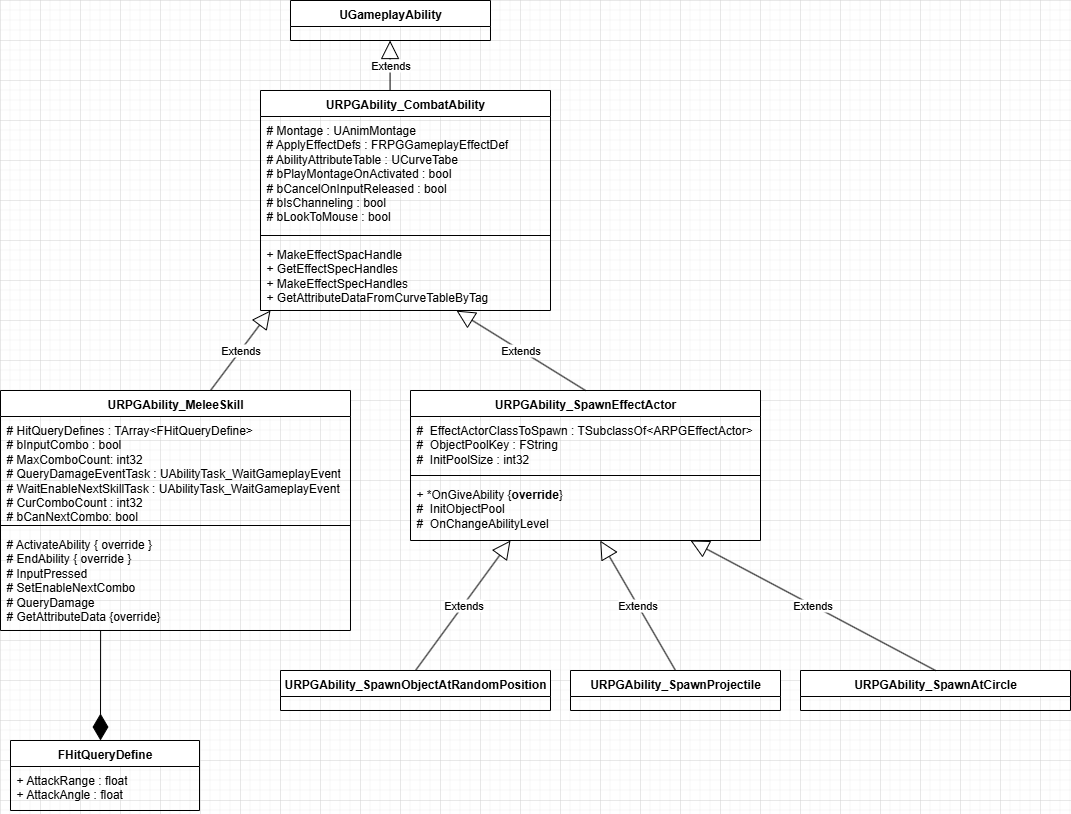 UGameplayAbility
Extends
URPGAbility_CombatAbility
# Montage : UAnimMontage
# ApplyEffectDefs : FRPGGameplayEffectDef
# AbilityAttributeTable : UCurveTabe
# bPlayMontageOnActivated : bool
# bCancelOnInputReleased : bool
# bIsChanneling : bool
# bLookToMouse : bool
+ MakeEffectSpacHandle
+ GetEffectSpecHandles
+ MakeEffectSpecHandles
+ GetAttributeDataFromCurveTableByTag
Extends
Extends
URPGAbility_MeleeSkill
# HitQueryDefines : TArray<FHitQueryDefine>
# bInputCombo : bool
# MaxComboCount: int32
# QueryDamageEventTask : UAbilityTask_WaitGameplayEvent
# WaitEnableNextSkillTask : UAbilityTask_WaitGameplayEvent
# CurComboCount : int32
# bCanNextCombo: bool
# ActivateAbility { override }
# EndAbility { override }
# InputPressed
# SetEnableNextCombo
# QueryDamage
# GetAttributeData {override}
URPGAbility_SpawnEffectActor
# EffectActorClassToSpawn : TSubclassOf<ARPGEffectActor>
# ObjectPoolKey : FString
# InitPoolSize : int32
+ *OnGiveAbility {override}
# InitObjectPool
# OnChangeAbilityLevel
Extends
Extends
Extends
URPGAbility_SpawnObjectAtRandomPosition
URPGAbility_SpawnProjectile
URPGAbility_SpawnAtCircle
FHitQueryDefine
+ AttackRange : float
+ AttackAngle : float